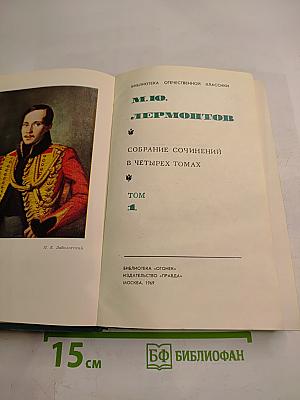 БИБЛИОТЕКА ОТЕЧЕСТВЕННОЙ КЛАССИКИ
М.Ю.
ЛЕРМОНТОВ
СОБРАНИЕ СОЧИНЕНИЙ
В ЧЕТЫРЕХ ТОМАХ
ТОМ
1
БИБЛИОТЕКА «ОГОНЕК»
ИЗДАТЕЛЬСТВО «ПРАВДА»
МОСКВА, 1969
П. Е. Заболотский.
15 см
БФ БИБЛИОФАН